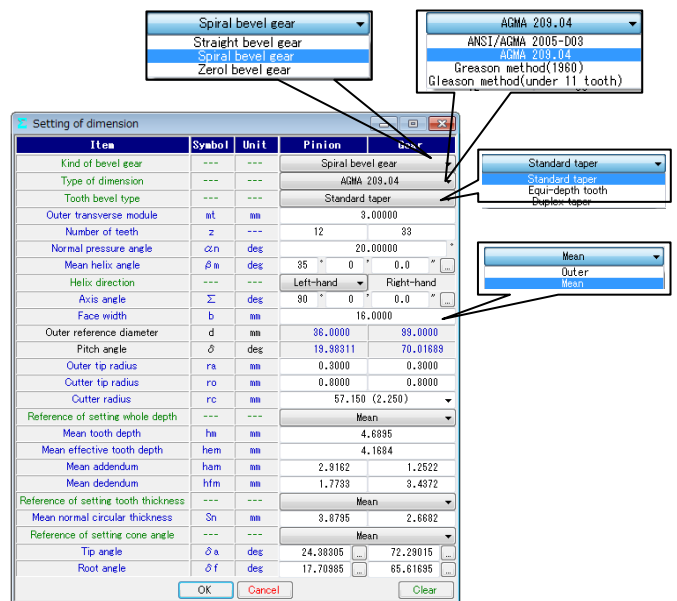 Spiral bevel gear
Straight bevel gear
Spiral bevel gear
Zerol bevel gear
AGMA 209.04
ANSI/AGMA 2005-D03
AGMA 209.04
Greason method(1960)
Gleason method(under 11 tooth)
Setting of dimension
Item Symbol Unit Pinion Gear
Kind of bevel gear --- --- Spiral bevel gear
Type of dimension --- --- AGMA 209.04
Tooth bevel type --- --- Standard taper
Outer transverse module mt mm 3.00000
Number of teeth z --- 12 33
Normal pressure angle αn deg 20.00000 °
Mean helix angle βm deg 35 ° 0 ' 0.0 " ...
Helix direction --- --- Left-hand Right-hand
Axis angle Σ deg 90 ° 0 ' 0.0 " ...
Face width b mm 16.0000
Outer reference diameter d mm 36.0000 99.0000
Pitch angle δ deg 19.98311 70.01689
Outer tip radius ra mm 0.3000 0.3000
Cutter tip radius ro mm 0.8000 0.8000
Cutter radius rc mm 57.150 (2.250)
Reference of setting whole depth --- --- Mean
Mean tooth depth hm mm 4.6895
Mean effective tooth depth hem mm 4.1684
Mean addendum ham mm 2.9162 1.2522
Mean dedendum hfm mm 1.7733 3.4372
Reference of setting tooth thickness --- --- Mean
Mean normal circular thickness Sn mm 3.8795 2.6682
Reference of setting cone angle --- --- Mean
Tip angle δa deg 24.38305 ... 72.29015 ...
Root angle δf deg 17.70985 ... 65.61695 ...
OK Cancel Clear
Standard taper
Standard taper
Equi-depth tooth
Duplex taper
Mean
Outer
Mean